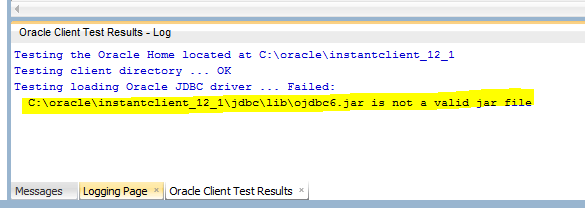 Oracle Client Test Results - Log
Testing the Oracle Home located at C:\oracle\instantclient_12_1
Testing client directory ... OK
Testing loading Oracle JDBC driver ... Failed:
C:\oracle\instantclient_12_1\jdbc\lib\ojdbc6.jar is not a valid jar file
Messages Logging Page × Oracle Client Test Results ×